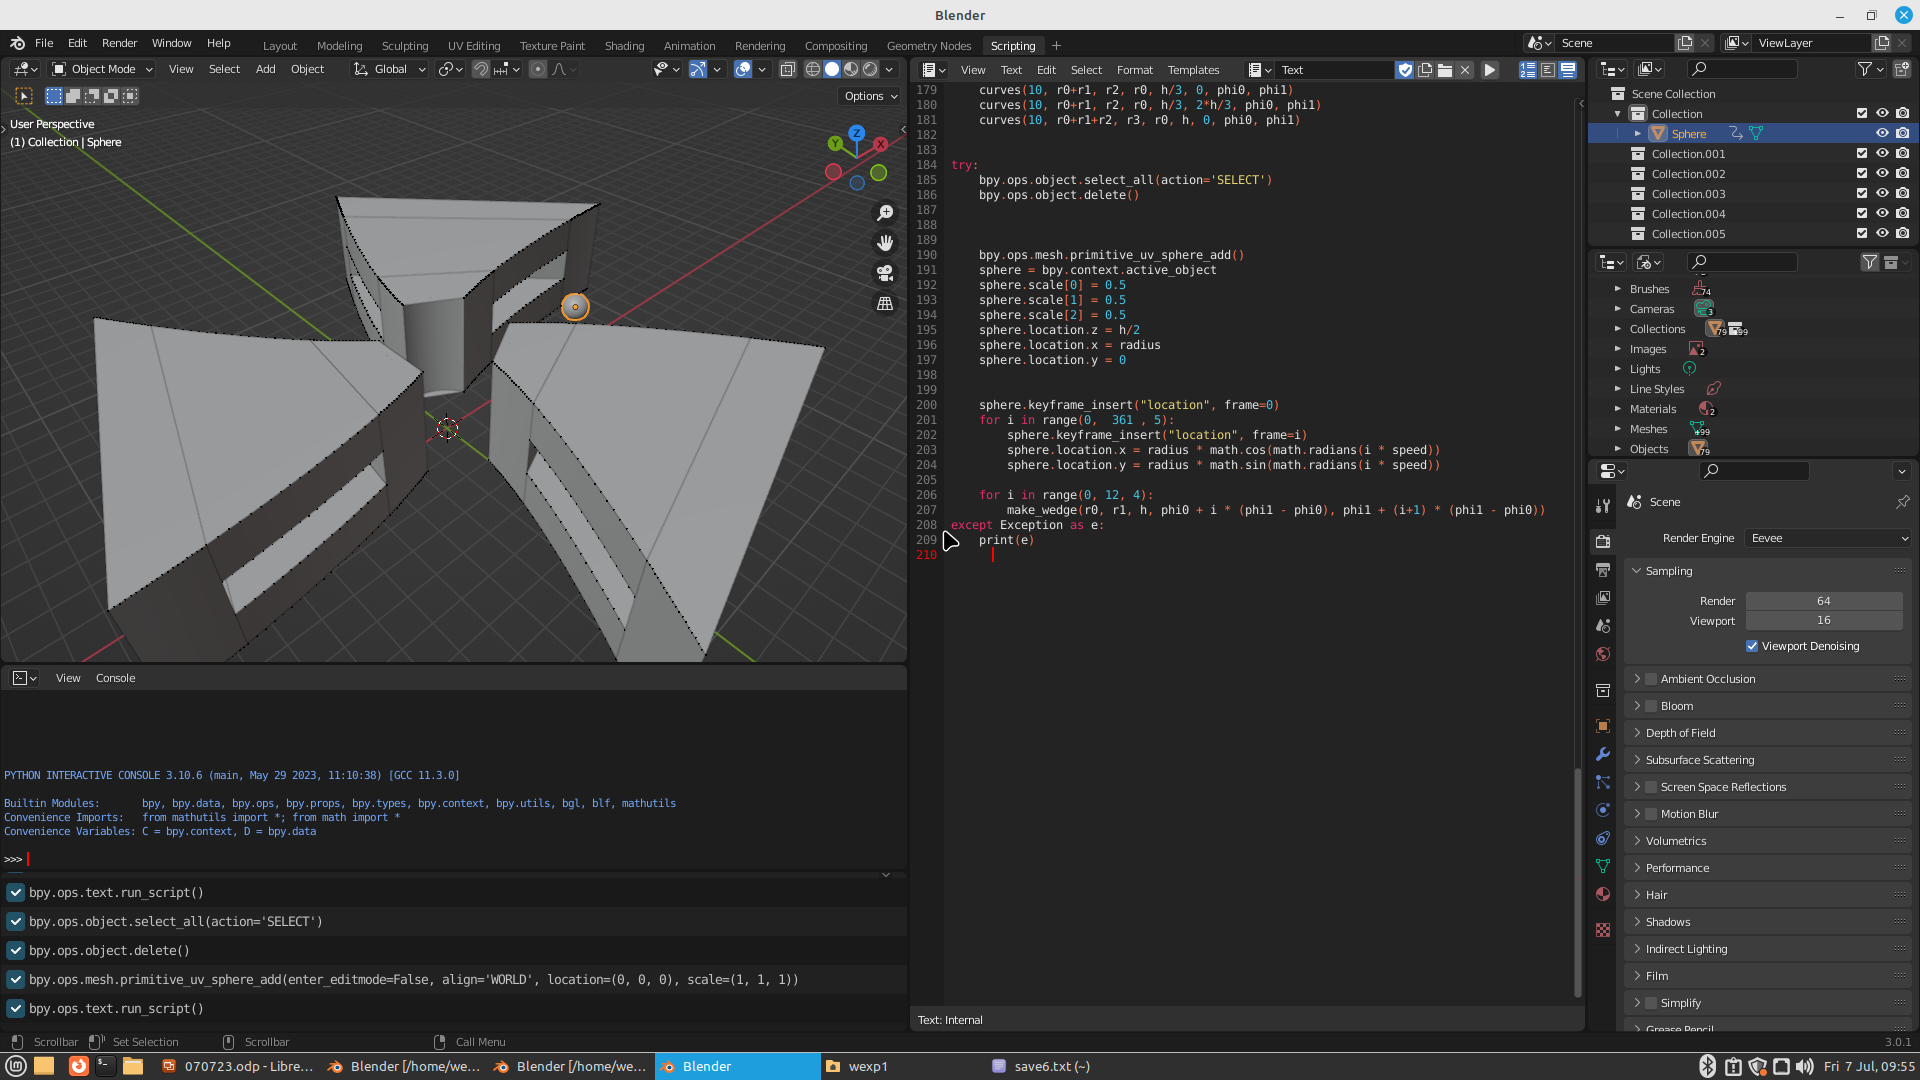 Blender
File Edit Render Window Help
Layout Modeling Sculpting UV Editing Texture Paint Shading Animation Rendering Compositing Geometry Nodes Scripting +
Scene
ViewLayer
Object Mode View Select Add Object Global
Options
User Perspective
(1) Collection | Sphere
Z
Y
X
View Text Edit Select Format Templates Text
179 curves(10, r0+r1, r2, r0, h/3, 0, phi0, phi1)
180 curves(10, r0+r1, r2, r0, h/3, 2*h/3, phi0, phi1)
181 curves(10, r0+r1+r2, r3, r0, h, 0, phi0, phi1)
182
183
184 try:
185 bpy.ops.object.select_all(action='SELECT')
186 bpy.ops.object.delete()
187
188
189
190 bpy.ops.mesh.primitive_uv_sphere_add()
191 sphere = bpy.context.active_object
192 sphere.scale[0] = 0.5
193 sphere.scale[1] = 0.5
194 sphere.scale[2] = 0.5
195 sphere.location.z = h/2
196 sphere.location.x = radius
197 sphere.location.y = 0
198
199
200 sphere.keyframe_insert("location", frame=0)
201 for i in range(0,  361 , 5):
202 sphere.keyframe_insert("location", frame=i)
203 sphere.location.x = radius * math.cos(math.radians(i * speed))
204 sphere.location.y = radius * math.sin(math.radians(i * speed))
205
206 for i in range(0, 12, 4):
207 make_wedge(r0, r1, h, phi0 + i * (phi1 - phi0), phi1 + (i+1) * (phi1 - phi0))
208 except Exception as e:
209 print(e)
210
Text: Internal
View Console
PYTHON INTERACTIVE CONSOLE 3.10.6 (main, May 29 2023, 11:10:38) [GCC 11.3.0]
Builtin Modules: bpy, bpy.data, bpy.ops, bpy.props, bpy.types, bpy.context, bpy.utils, bgl, blf, mathutils
Convenience Imports: from mathutils import *; from math import *
Convenience Variables: C = bpy.context, D = bpy.data
>>>
bpy.ops.text.run_script()
bpy.ops.object.select_all(action='SELECT')
bpy.ops.object.delete()
bpy.ops.mesh.primitive_uv_sphere_add(enter_editmode=False, align='WORLD', location=(0, 0, 0), scale=(1, 1, 1))
bpy.ops.text.run_script()
Scene Collection
Collection
Sphere
Collection.001
Collection.002
Collection.003
Collection.004
Collection.005
Brushes 74
Cameras 3
Collections 79 99
Images 2
Lights
Line Styles
Materials 2
Meshes +99
Objects 79
Scene
Render Engine Eevee
Sampling
Render 64
Viewport 16
Viewport Denoising
Ambient Occlusion
Bloom
Depth of Field
Subsurface Scattering
Screen Space Reflections
Motion Blur
Volumetrics
Performance
Hair
Shadows
Indirect Lighting
Film
Simplify
Grease Pencil
Scrollbar Set Selection Scrollbar Call Menu 3.0.1
070723.odp - Libre... Blender [/home/we... Blender [/home/we... Blender wexp1 save6.txt (~) Fri 7 Jul, 09:55